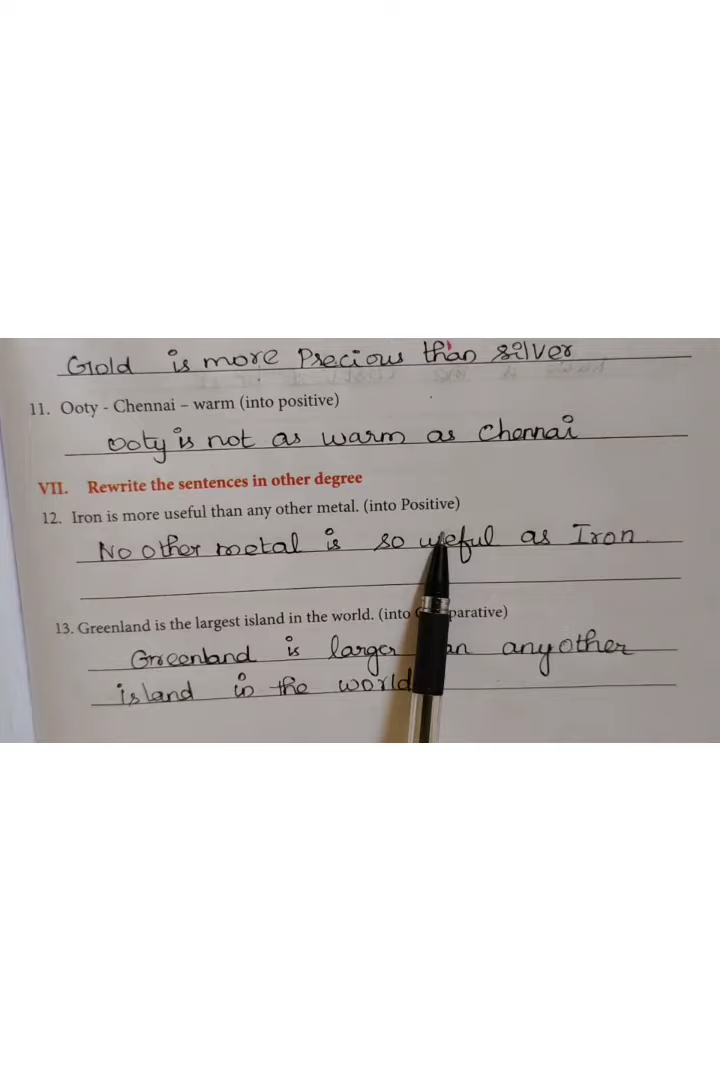 Gold is more Precious than silver
11. Ooty - Chennai – warm (into positive)
Ooty is not as warm as Chennai
VII. Rewrite the sentences in other degree
12. Iron is more useful than any other metal. (into Positive)
No other metal is so useful as Iron.
13. Greenland is the largest island in the world. (into parative)
Greenland is larger an any other
island in the world